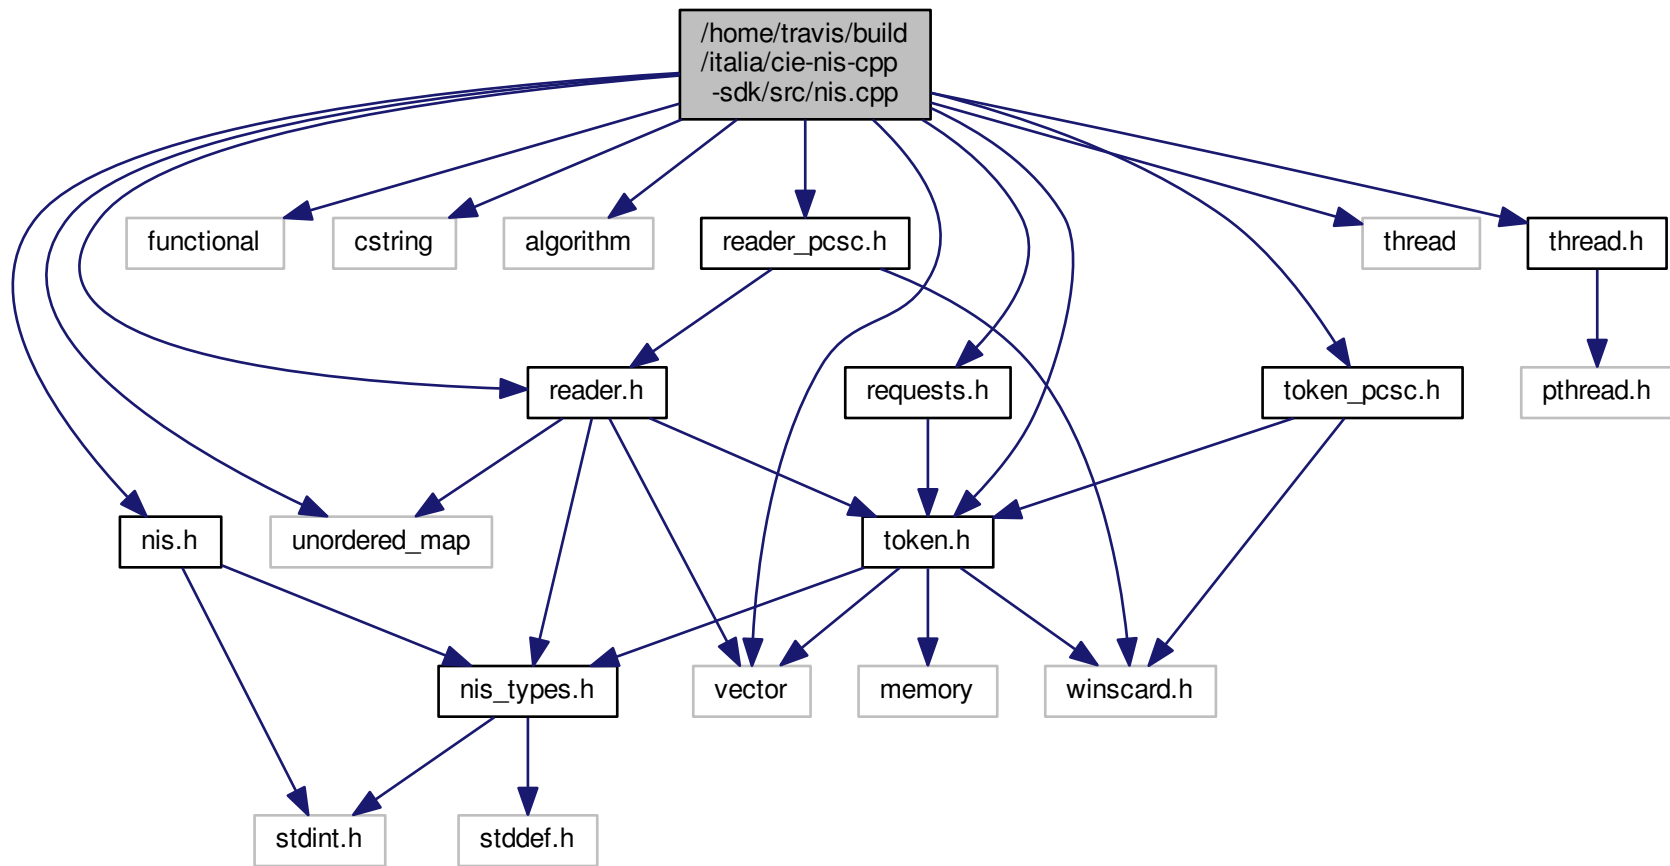 /home/travis/build
/italia/cie-nis-cpp
-sdk/src/nis.cpp
functional
cstring
algorithm
reader_pcsc.h
thread
thread.h
reader.h
requests.h
token_pcsc.h
pthread.h
nis.h
unordered_map
token.h
nis_types.h
vector
memory
winscard.h
stdint.h
stddef.h